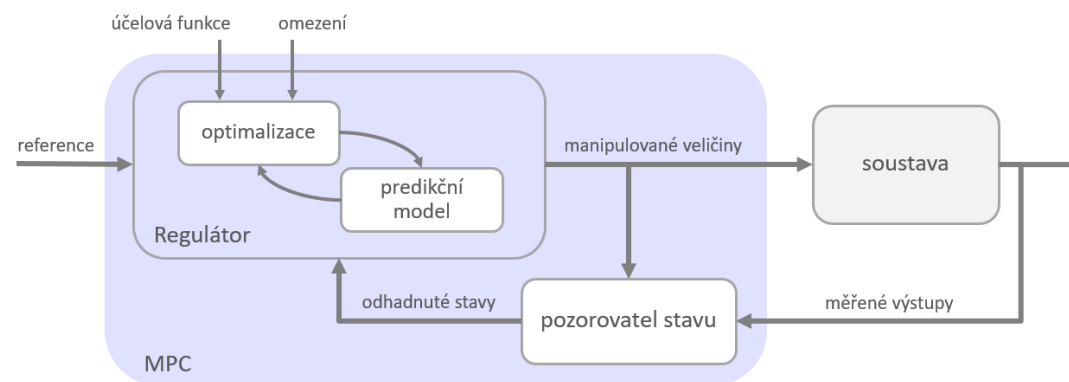 účelová funkce
omezení
optimalizace
reference
manipulované veličiny
soustava
predikční
model
Regulátor
odhadnuté stavy
měřené výstupy
pozorovatel stavu
MPC